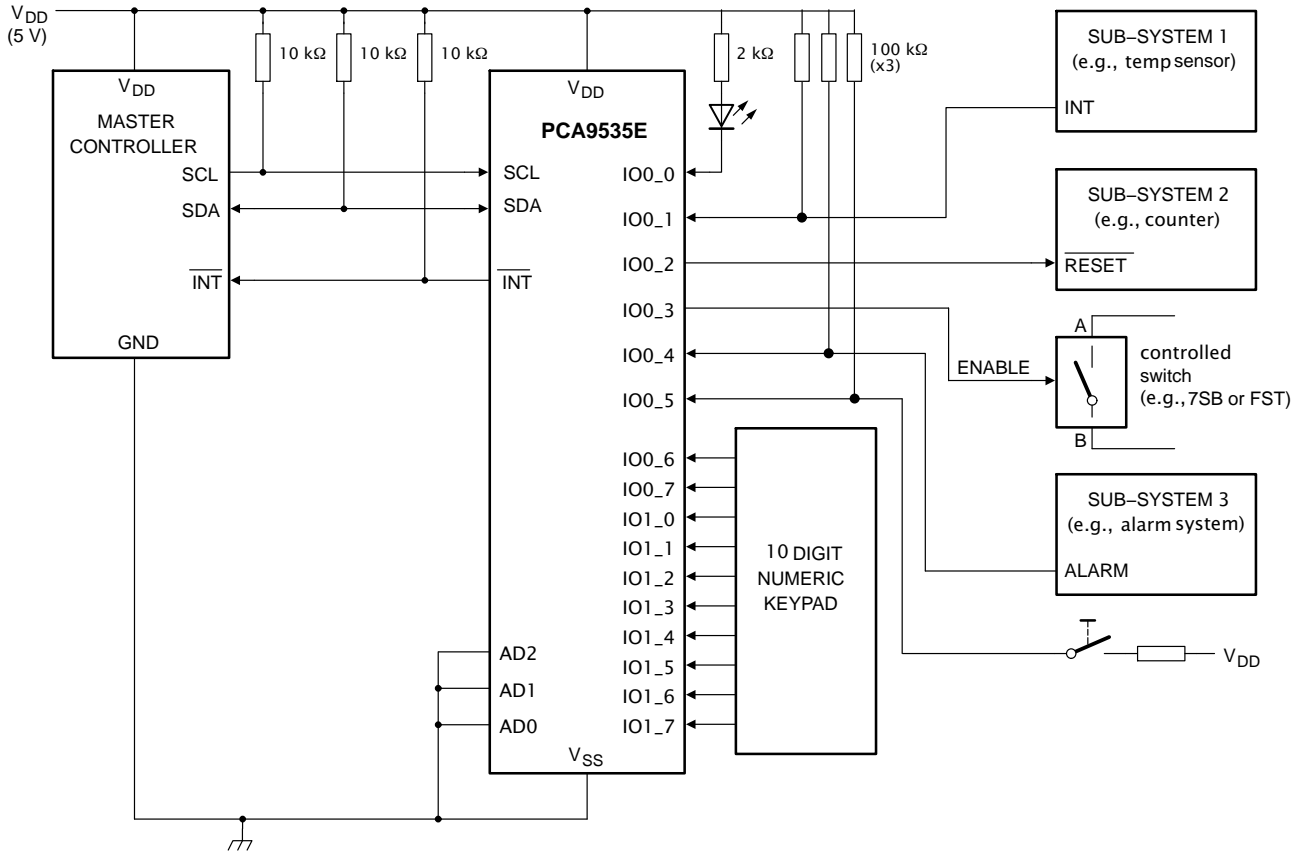 VDD
(5 V)
10 kΩ
10 kΩ
10 kΩ
2 kΩ
100 kΩ
(x3)
VDD
MASTER
CONTROLLER
SCL
SDA
INT
GND
VDD
PCA9535E
SCL
SDA
INT
AD2
AD1
AD0
VSS
IO0_0
IO0_1
IO0_2
IO0_3
IO0_4
IO0_5
IO0_6
IO0_7
IO1_0
IO1_1
IO1_2
IO1_3
IO1_4
IO1_5
IO1_6
IO1_7
10 DIGIT
NUMERIC
KEYPAD
SUB–SYSTEM 1
(e.g., temp sensor)
INT
SUB–SYSTEM 2
(e.g., counter)
RESET
A
ENABLE
B
controlled
switch
(e.g., 7SB or FST)
SUB–SYSTEM 3
(e.g., alarm system)
ALARM
VDD